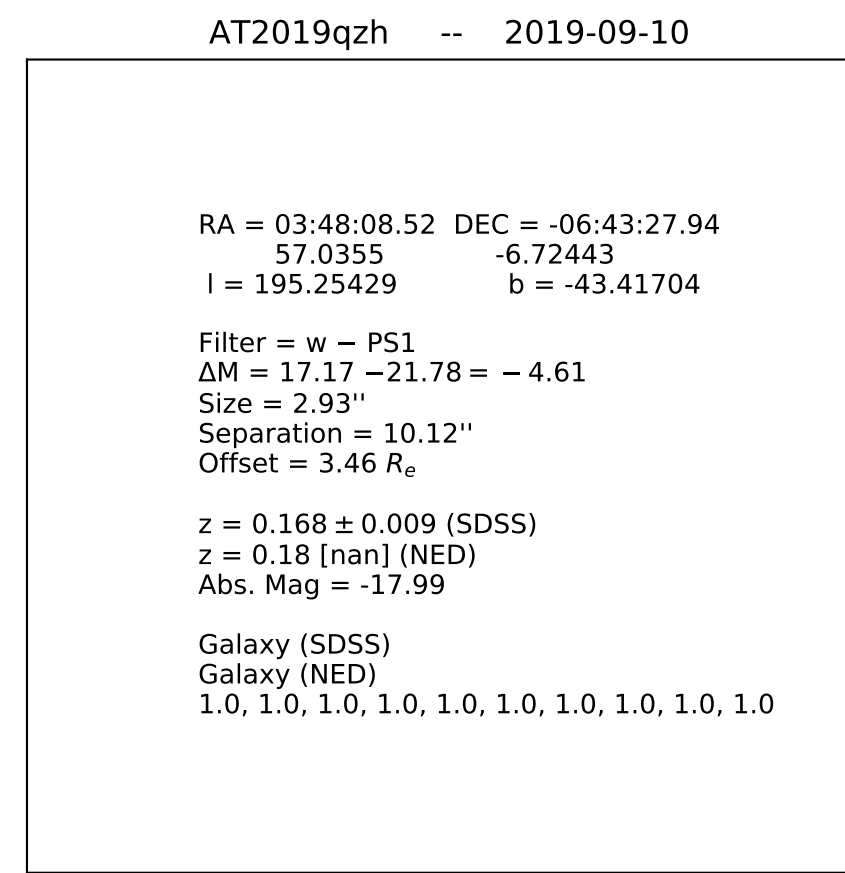 AT2019qzh -- 2019-09-10
RA = 03:48:08.52 DEC = -06:43:27.94
57.0355 -6.72443
l = 195.25429 b = -43.41704
Filter = w − PS1
ΔM = 17.17 −21.78 = − 4.61
Size = 2.93''
Separation = 10.12''
Offset = 3.46 Rₑ
z = 0.168 ± 0.009 (SDSS)
z = 0.18 [nan] (NED)
Abs. Mag = -17.99
Galaxy (SDSS)
Galaxy (NED)
1.0, 1.0, 1.0, 1.0, 1.0, 1.0, 1.0, 1.0, 1.0, 1.0